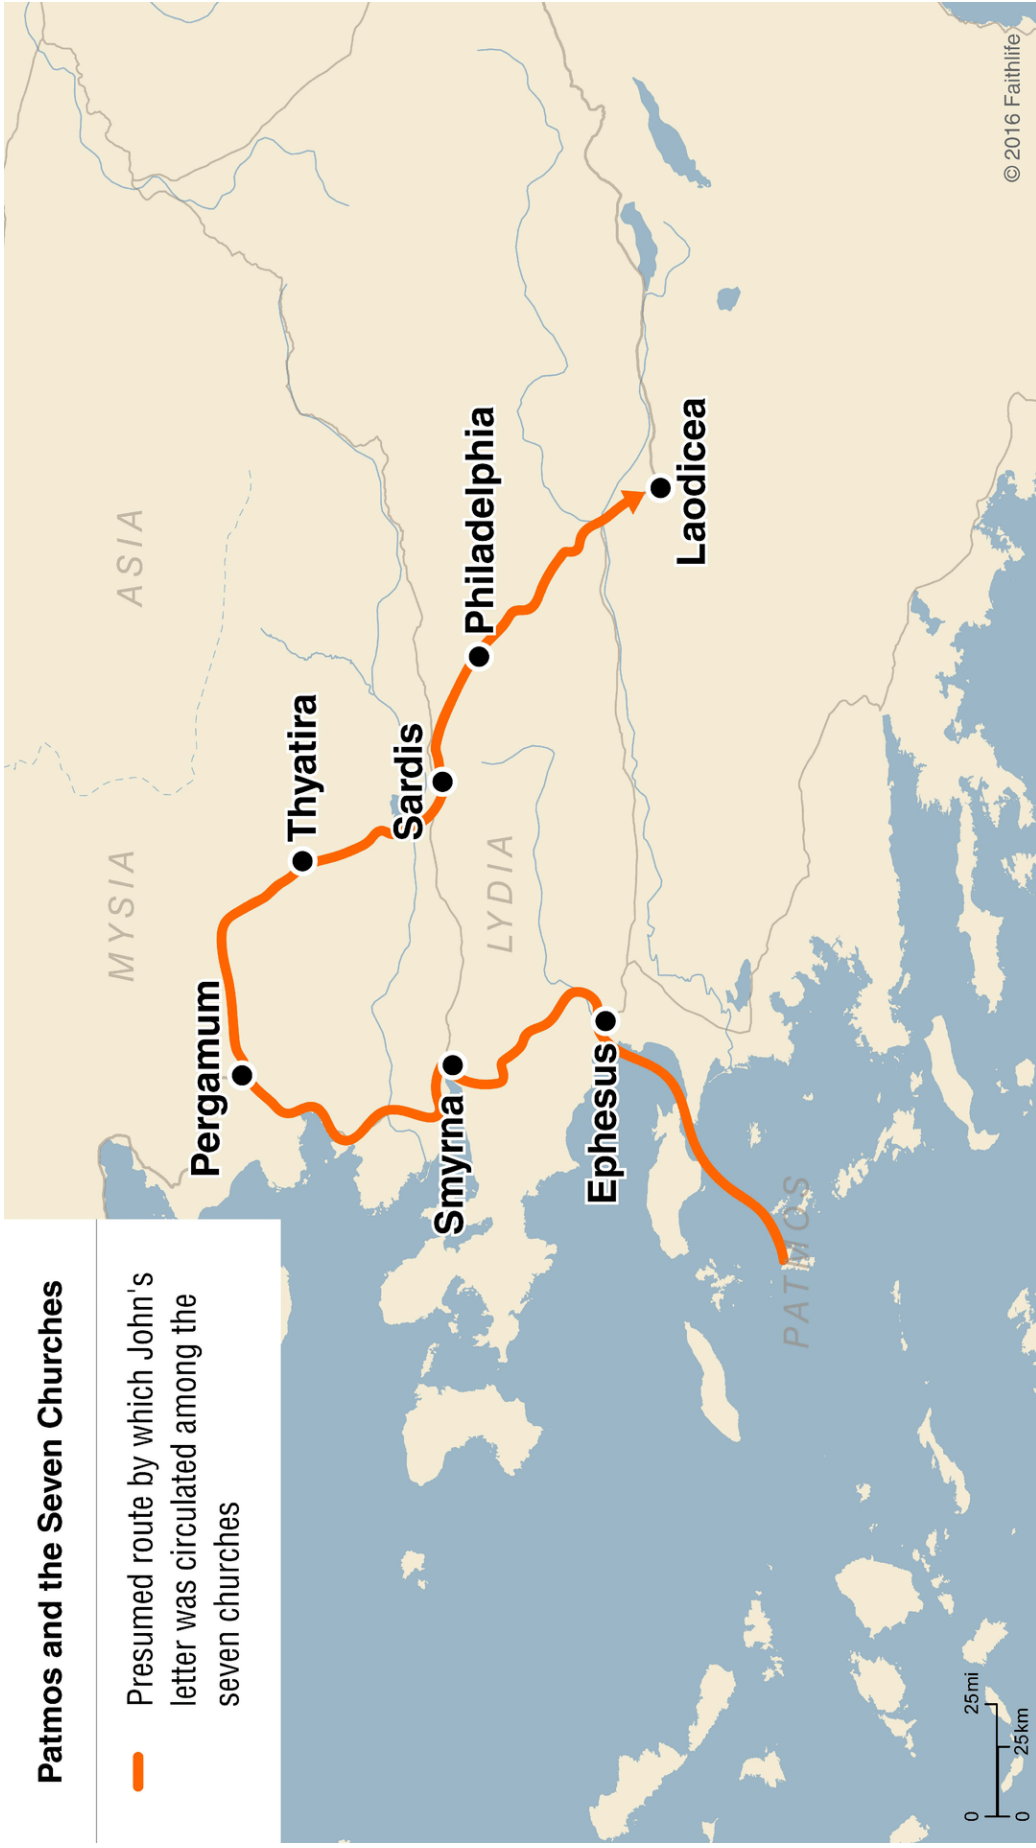 Patmos and the Seven Churches
Presumed route by which John's
letter was circulated among the
seven churches
MYSIA
ASIA
Pergamum
Thyatira
Sardis
Smyrna
Philadelphia
LYDIA
Ephesus
Laodicea
PATMOS
0 25mi
0 25km
© 2016 Faithlife